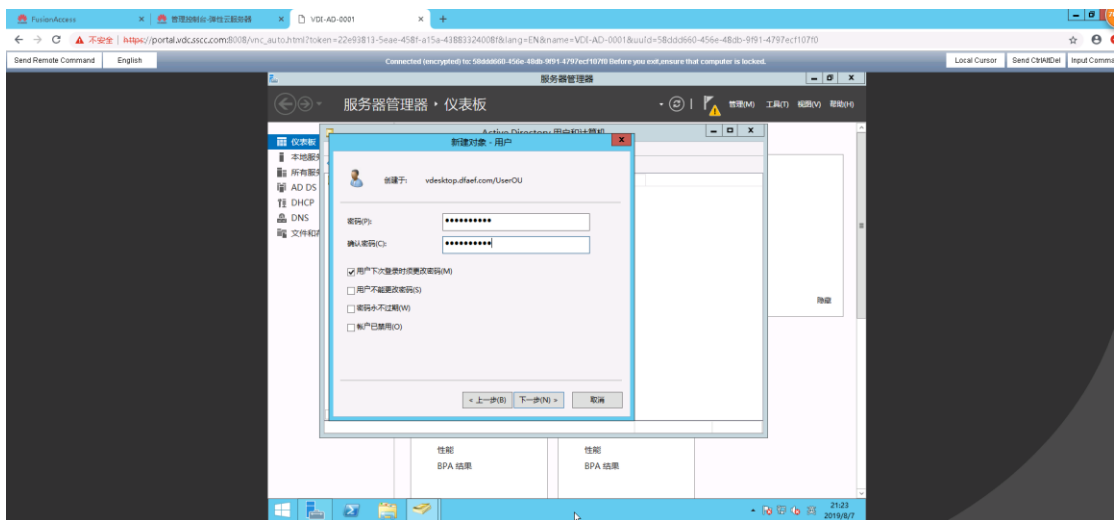 FusionAccess
管理控制台-弹性云服务器
VDI-AD-0001
不安全 | https://portal.vdc.sscc.com:8008/vnc_auto.html?token=22e93813-5eae-458f-a15a-43883324008f&lang=EN&name=VDI-AD-0001&uuId=58ddd660-456e-48db-9f91-4797ecf107f0
Send Remote Command
English
Connected (encrypted) to: 58ddd660-456e-48db-9f91-4797ecf107f0 Before you exit,ensure that computer is locked.
Local Cursor
Send CtrlAltDel
Input Comma
服务器管理器
服务器管理器 · 仪表板
管理(M) 工具(T) 视图(V) 帮助(H)
Active Directory 用户和计算机
新建对象 - 用户
仪表板
本地服
所有服
AD DS
DHCP
DNS
文件和
创建于: vdesktop.dfaef.com/UserOU
密码(P):
确认密码(C):
用户下次登录时须更改密码(M)
用户不能更改密码(S)
密码永不过期(W)
帐户已禁用(O)
隐藏
< 上一步(B)
下一步(N) >
取消
性能
性能
BPA 结果
BPA 结果
21:23
2019/8/7